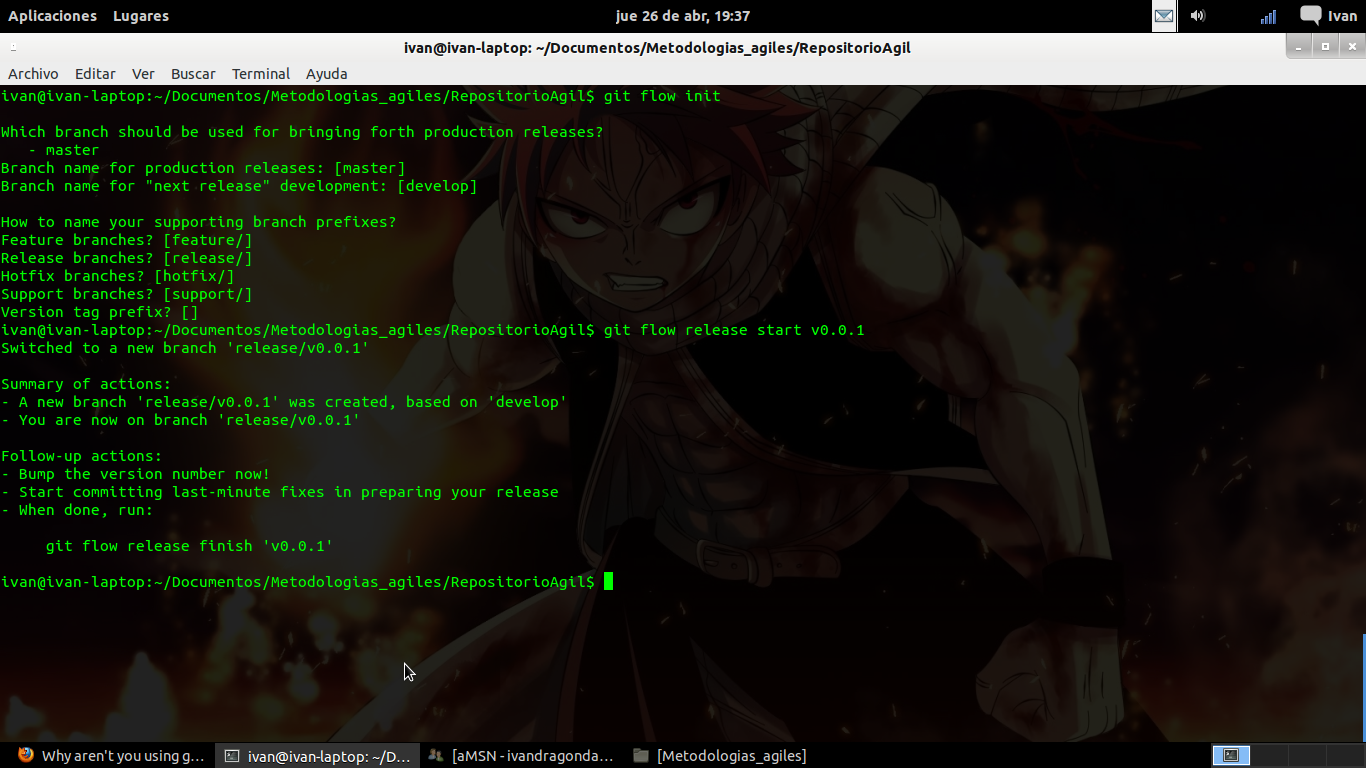 Aplicaciones Lugares jue 26 de abr, 19:37 Ivan
ivan@ivan-laptop: ~/Documentos/Metodologias_agiles/RepositorioAgil
Archivo Editar Ver Buscar Terminal Ayuda
ivan@ivan-laptop:~/Documentos/Metodologias_agiles/RepositorioAgil$ git flow init
Which branch should be used for bringing forth production releases?
- master
Branch name for production releases: [master]
Branch name for "next release" development: [develop]
How to name your supporting branch prefixes?
Feature branches? [feature/]
Release branches? [release/]
Hotfix branches? [hotfix/]
Support branches? [support/]
Version tag prefix? []
ivan@ivan-laptop:~/Documentos/Metodologias_agiles/RepositorioAgil$ git flow release start v0.0.1
Switched to a new branch 'release/v0.0.1'
Summary of actions:
- A new branch 'release/v0.0.1' was created, based on 'develop'
- You are now on branch 'release/v0.0.1'
Follow-up actions:
- Bump the version number now!
- Start committing last-minute fixes in preparing your release
- When done, run:
git flow release finish 'v0.0.1'
ivan@ivan-laptop:~/Documentos/Metodologias_agiles/RepositorioAgil$
Why aren't you using g... ivan@ivan-laptop: ~/D... [aMSN - ivandragonda... [Metodologias_agiles]